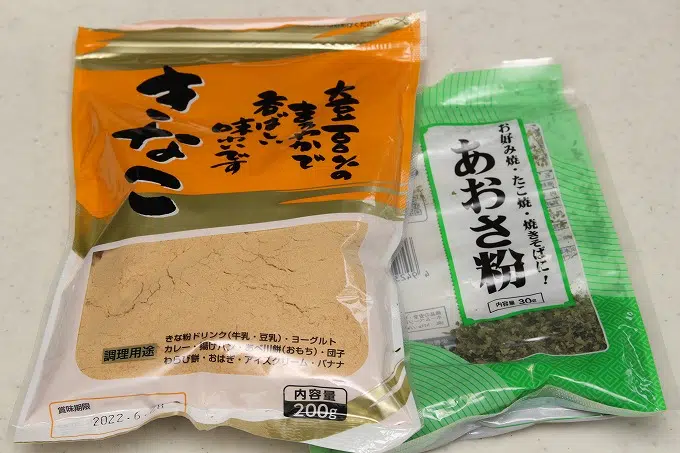 きなこ
大豆100%の
まろやかで
香ばしい
味わいです
調理用途
きな粉ドリンク(牛乳・豆乳)・ヨーグルト
カレー・揚げパン・安べ川餅(おもち)・団子
わらび餅・おはぎ・アイスクリーム・バナナ
賞味期限
2022.6.
内容量
200g
お好み焼・たこ焼・焼きそばに!
あおさ粉
内容量 30g